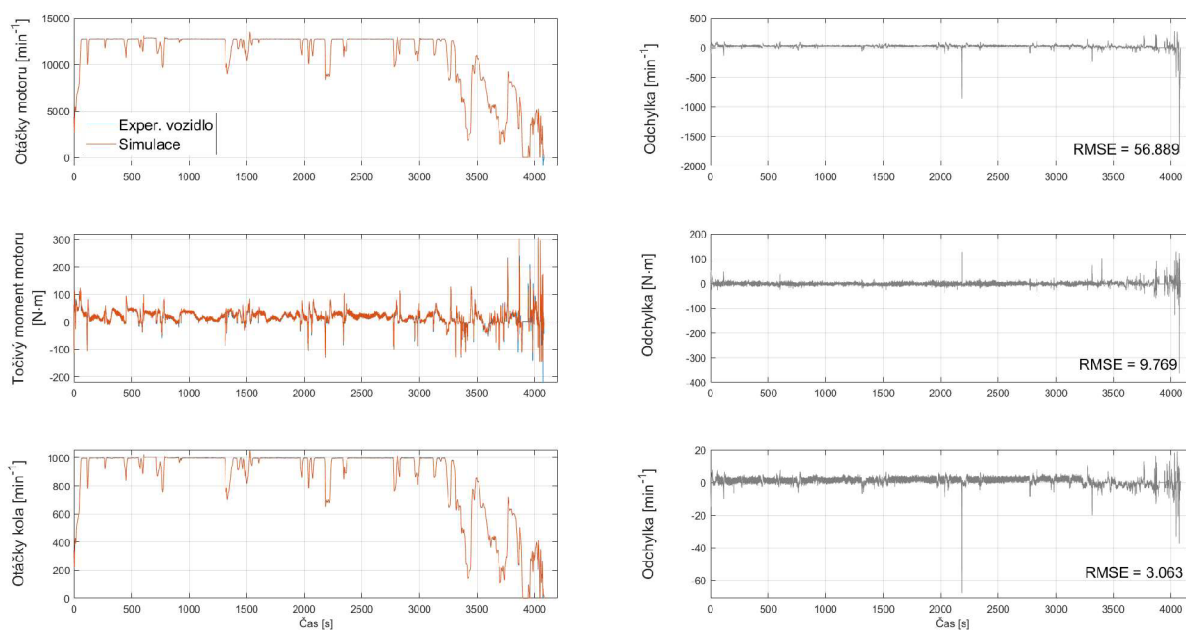 Otáčky motoru [min⁻¹]
15000
10000
5000
0
Exper. vozidlo
Simulace
0 500 1000 1500 2000 2500 3000 3500 4000
Odchylka [min⁻¹]
500
0
-500
-1000
-1500
-2000
RMSE = 56.889
0 500 1000 1500 2000 2500 3000 3500 4000
Točivý moment motoru
[N·m]
300
200
100
0
-100
-200
0 500 1000 1500 2000 2500 3000 3500 4000
Odchylka [N·m]
200
100
0
-100
-200
-300
-400
RMSE = 9.769
0 500 1000 1500 2000 2500 3000 3500 4000
Otáčky kola [min⁻¹]
1000
800
600
400
200
0
0 500 1000 1500 2000 2500 3000 3500 4000
Čas [s]
Odchylka [min⁻¹]
20
0
-20
-40
-60
RMSE = 3.063
0 500 1000 1500 2000 2500 3000 3500 4000
Čas [s]